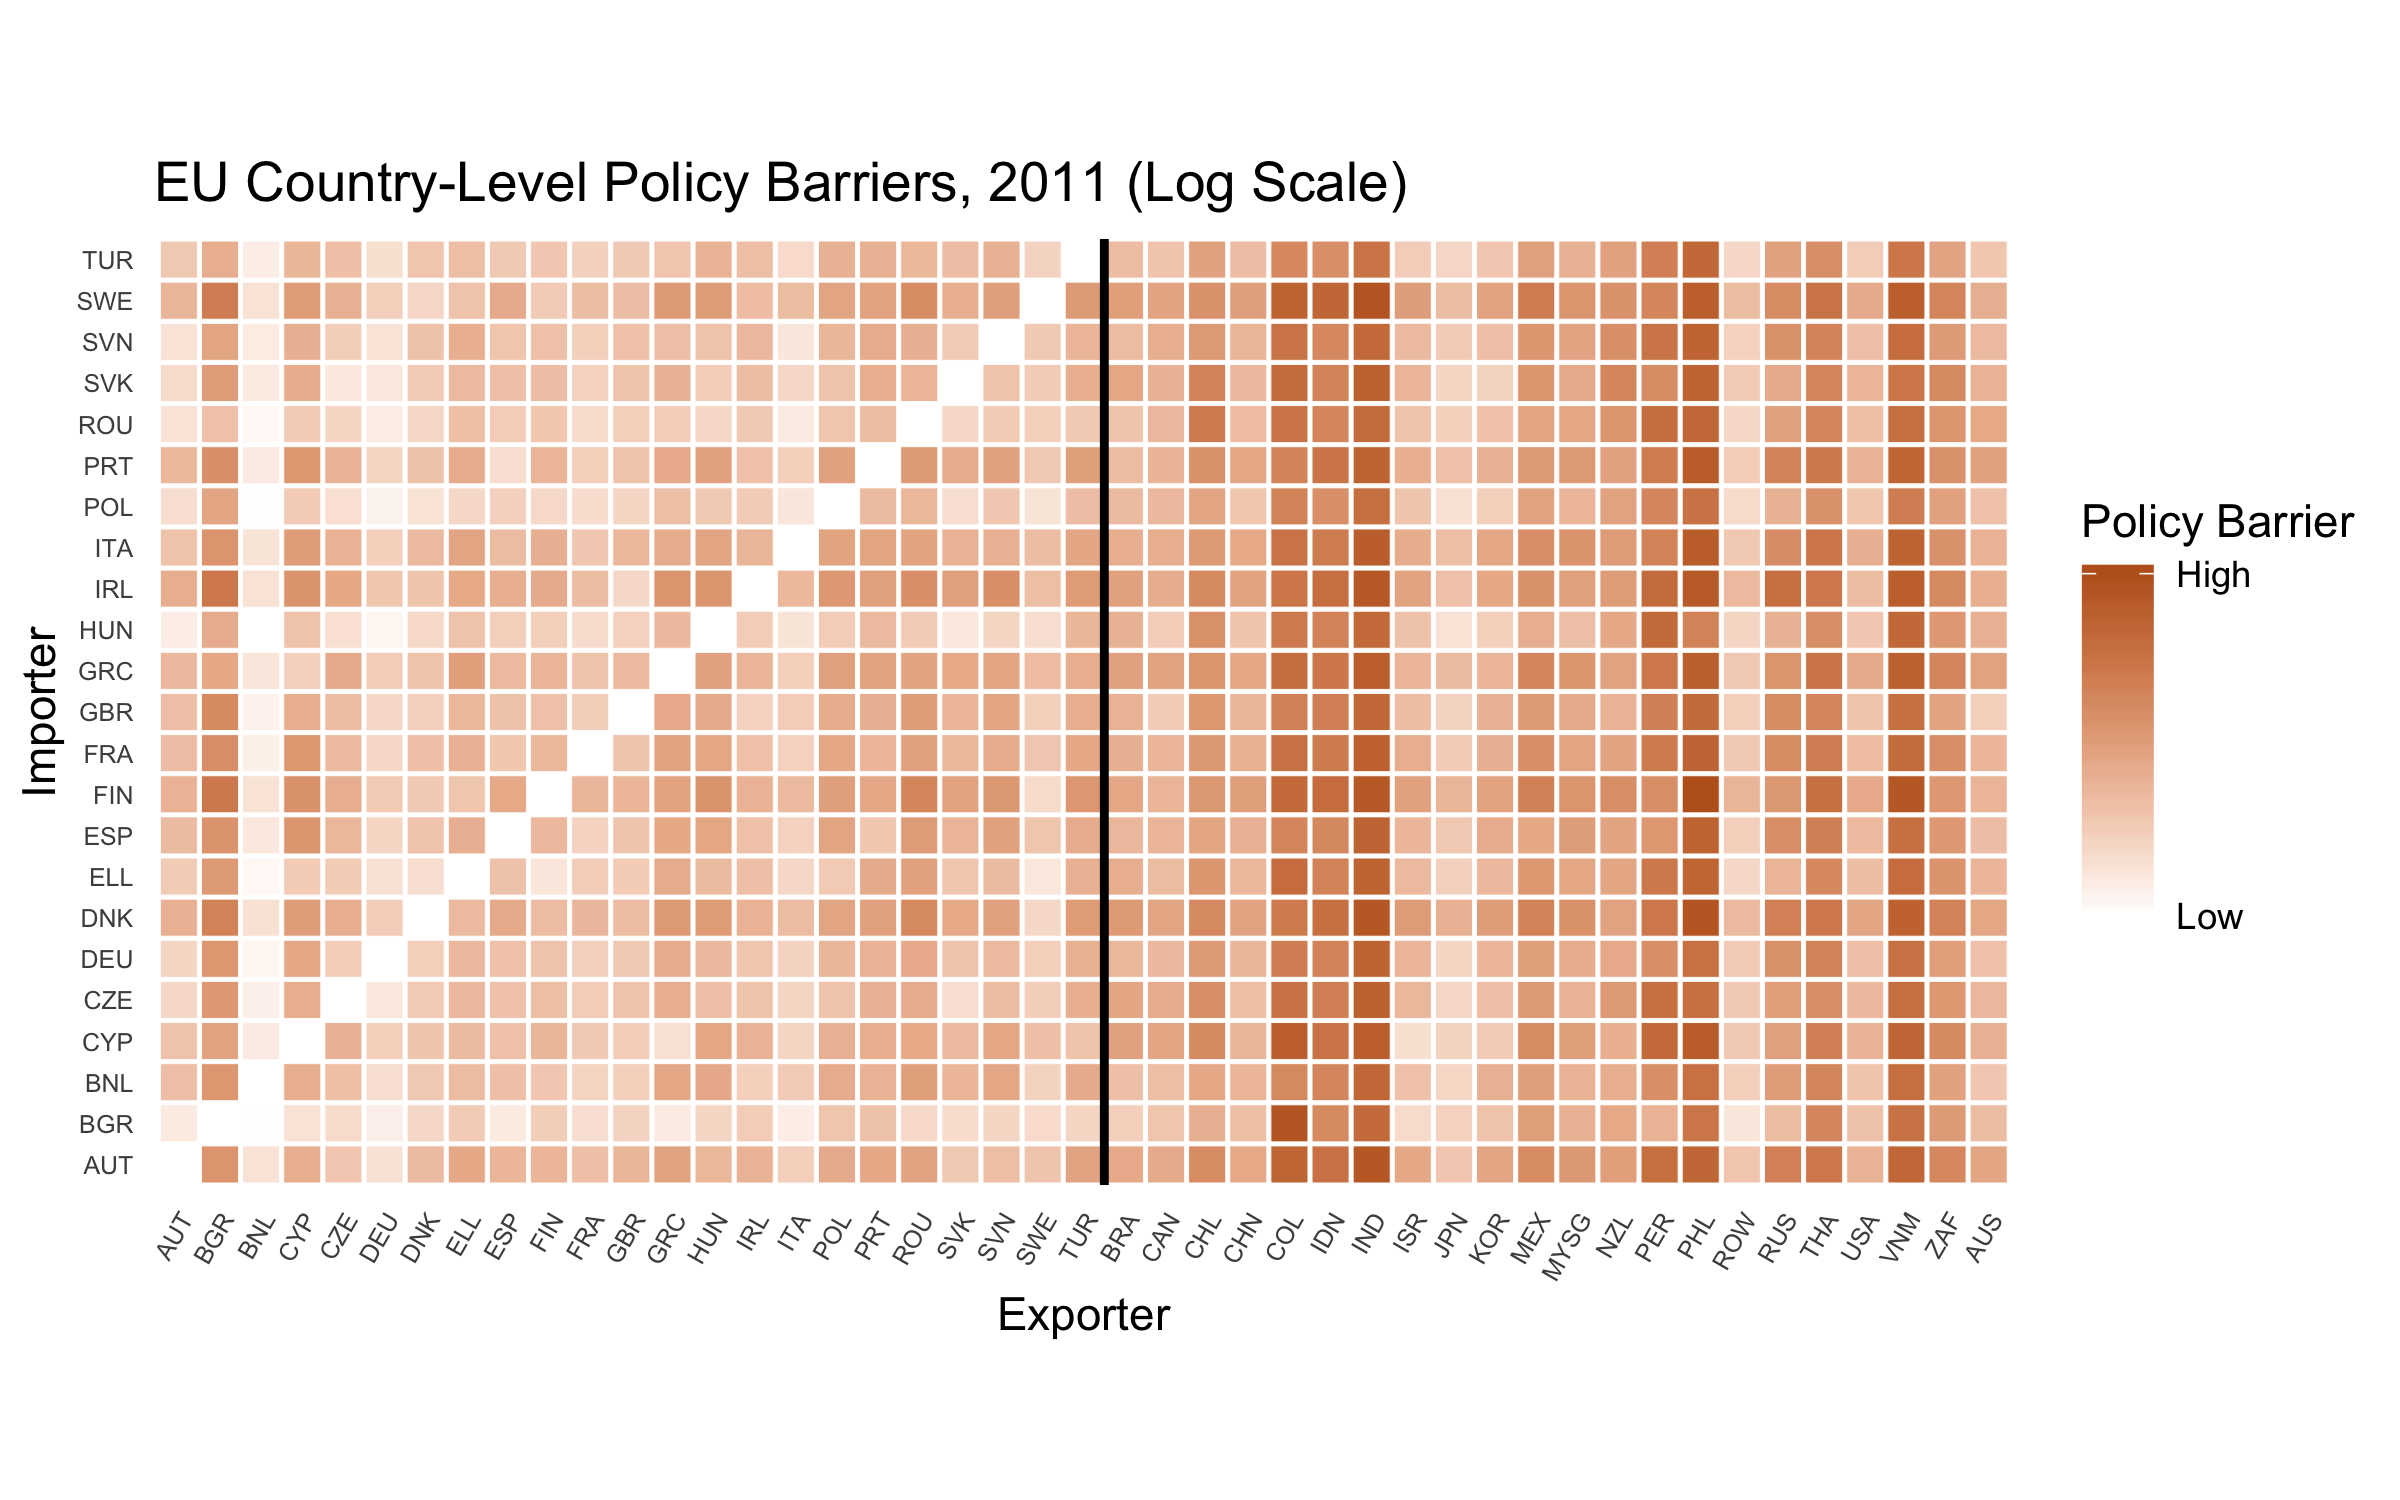 EU Country-Level Policy Barriers, 2011 (Log Scale)
TUR
SWE
SVN
SVK
ROU
PRT
POL
ITA
IRL
HUN
GRC
GBR
FRA
FIN
ESP
ELL
DNK
DEU
CZE
CYP
BNL
BGR
AUT
Importer
AUT BGR BNL CYP CZE DEU DNK ELL ESP FIN FRA GBR GRC HUN IRL ITA POL PRT ROU SVK SVN SWE TUR BRA CAN CHL CHN COL IDN IND ISR JPN KOR MEX MYSG NZL PER PHL ROW RUS THA USA VNM ZAF AUS
Exporter
Policy Barrier
High
Low